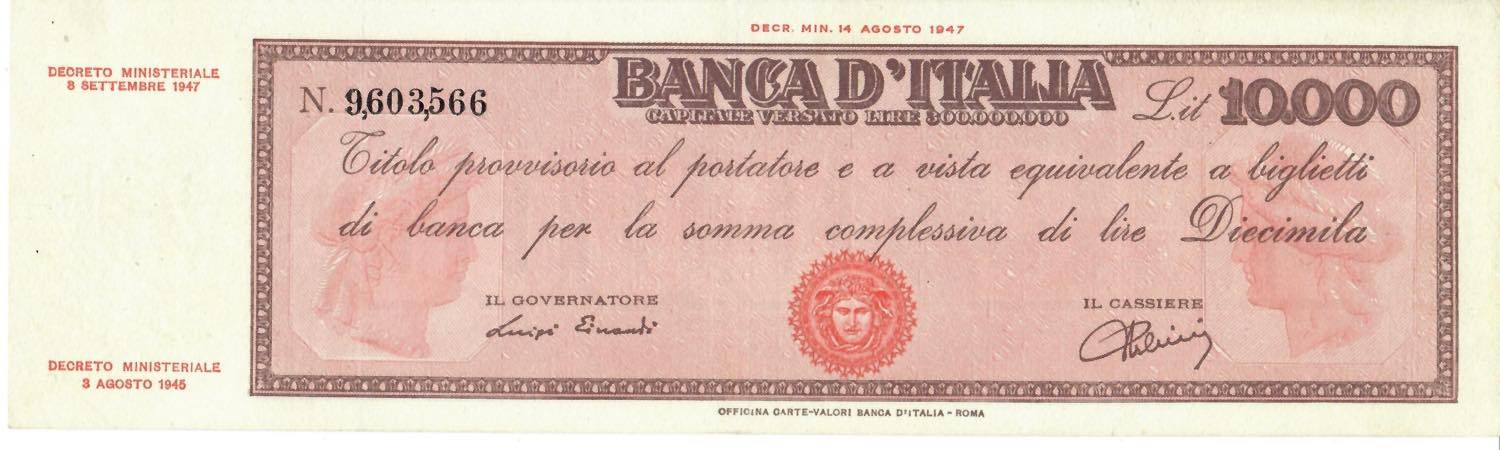 DECR. MIN. 14 AGOSTO 1947
DECRETO MINISTERIALE
8 SETTEMBRE 1947
N. 9,603,566
BANCA D'ITALIA
CAPITALE VERSATO LIRE 300.000.000
L.it 10.000
Titolo provvisorio al portatore e a vista equivalente a biglietti
di banca per la somma complessiva di lire Diecimila
IL GOVERNATORE
Luigi Einaudi
IL CASSIERE
DECRETO MINISTERIALE
3 AGOSTO 1945
OFFICINA CARTE-VALORI BANCA D'ITALIA - ROMA